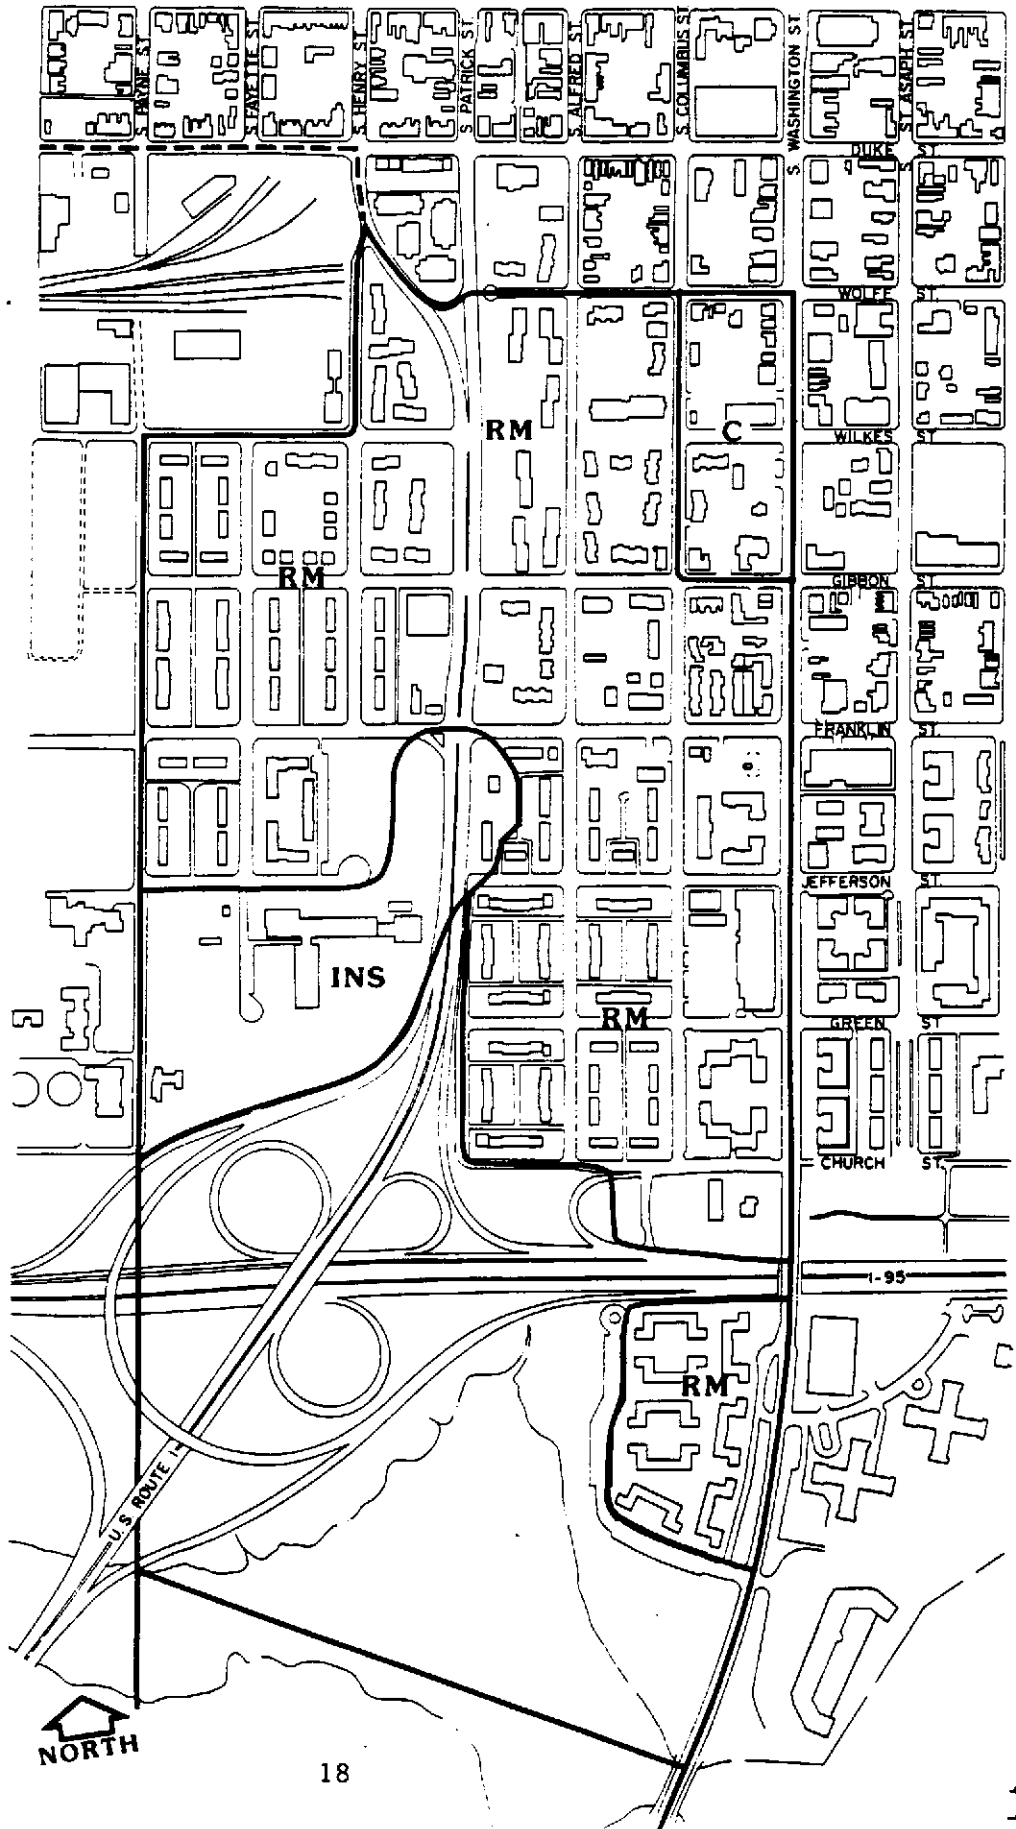 S. PAYNE ST.
S. FAYETTE ST.
S. HENRY ST.
S. PATRICK ST.
S. ALFRED ST.
S. COLUMBUS ST.
S. WASHINGTON ST.
S. ST. ASAPH ST.
DUKE ST.
WOLFE ST.
RM
C
WILKES ST.
RM
GIBBON ST.
FRANKLIN ST.
JEFFERSON ST.
INS
RM
GREEN ST
CHURCH ST.
I-95
RM
U.S. ROUTE 1
NORTH
18